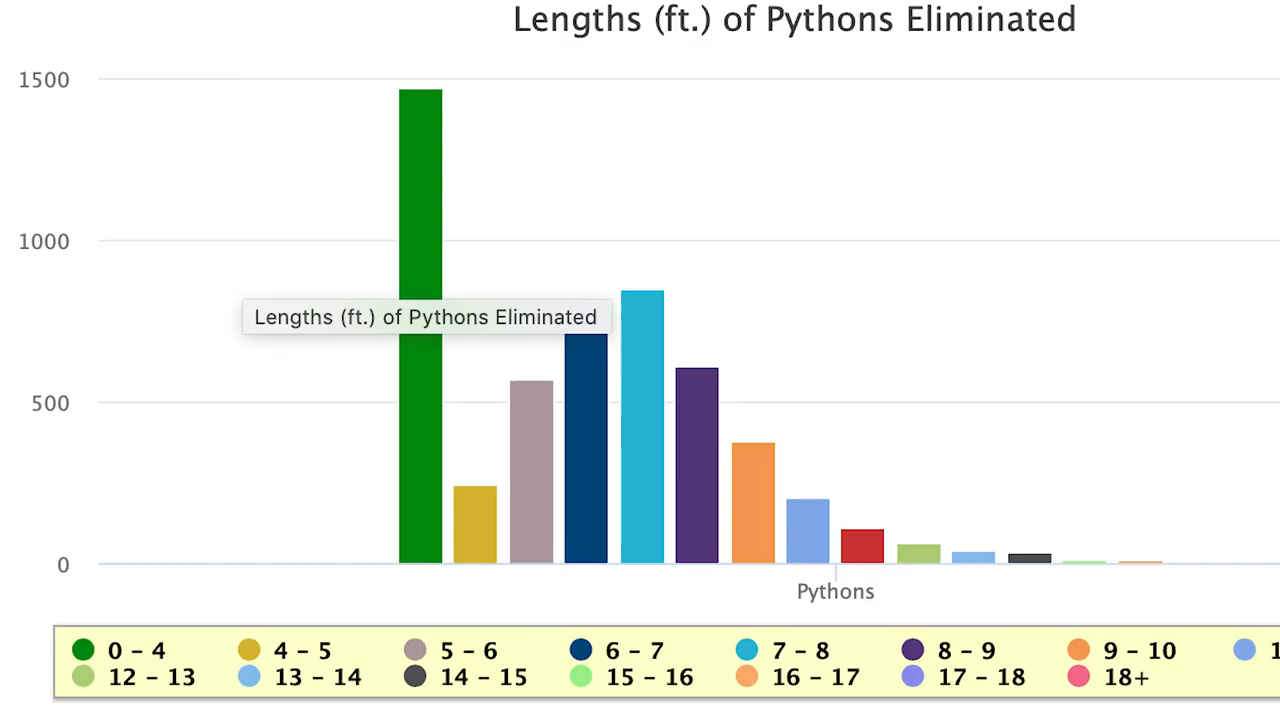 Lengths (ft.) of Pythons Eliminated
1500
1000
Lengths (ft.) of Pythons Eliminated
500
0
Pythons
0 – 4 4 – 5 5 – 6 6 – 7 7 – 8 8 – 9 9 – 10
12 – 13 13 – 14 14 – 15 15 – 16 16 – 17 17 – 18 18+